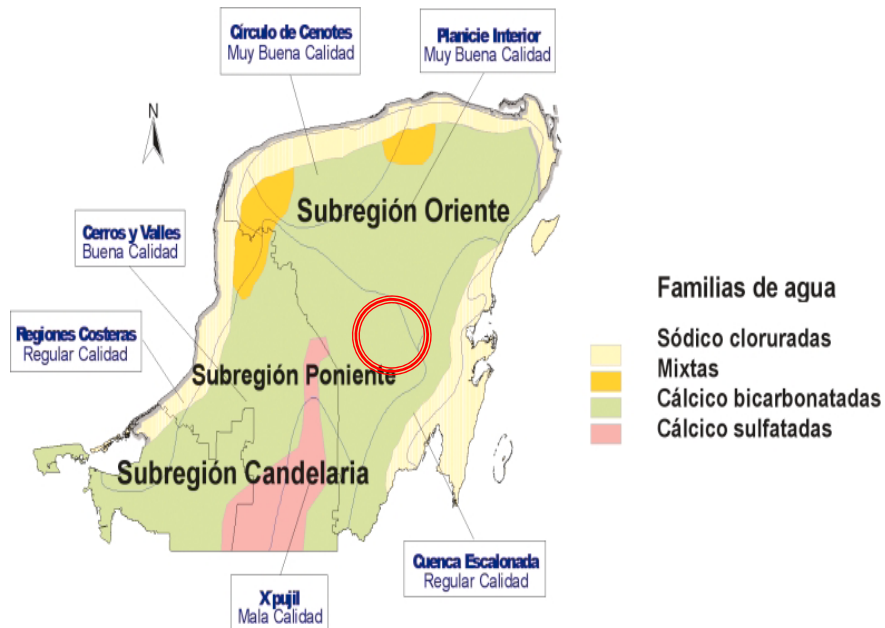 Círculo de Cenotes
Muy Buena Calidad
Planicie Interior
Muy Buena Calidad
N
Subregión Oriente
Cerros y Valles
Buena Calidad
Familias de agua
Regiones Costeras
Regular Calidad
Sódico cloruradas
Mixtas
Cálcico bicarbonatadas
Cálcico sulfatadas
Subregión Poniente
Subregión Candelaria
Cuenca Escalonada
Regular Calidad
X'pujil
Mala Calidad